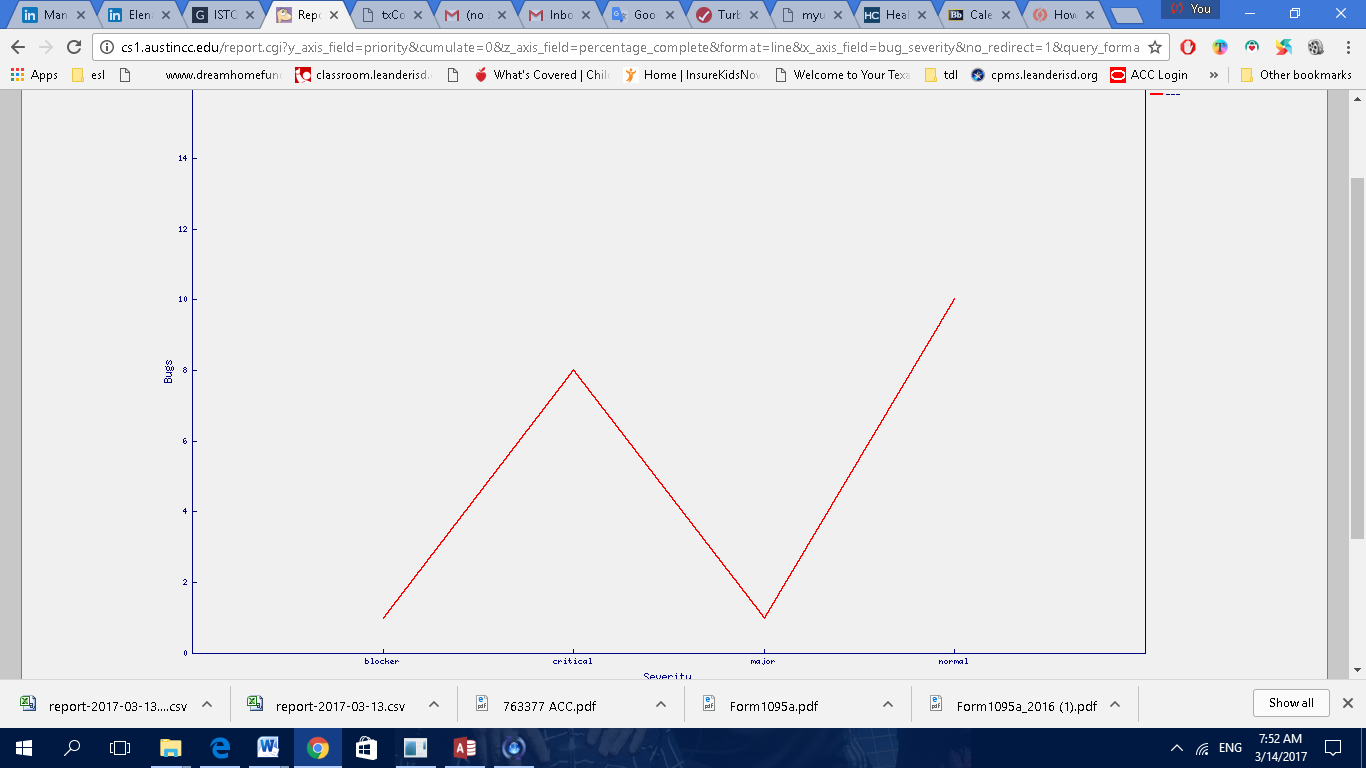 Man
Elen
ISTC
Repo
txCo
(no
Inbo
Goo
Turb
myu
Heal
Cale
How
You
cs1.austincc.edu/report.cgi?y_axis_field=priority&cumulate=0&z_axis_field=percentage_complete&format=line&x_axis_field=bug_severity&no_redirect=1&query_forma
Apps
esl
www.dreamhomefun
classroom.leanderisd.
What's Covered | Chil
Home | InsureKidsNov
Welcome to Your Texa
tdl
cpms.leanderisd.org
ACC Login
»
Other bookmarks
---
14
12
10
8
6
4
2
0
Bugs
blocker critical major normal
Severity
report-2017-03-13....csv
report-2017-03-13.csv
763377 ACC.pdf
Form1095a.pdf
Form1095a_2016 (1).pdf
Show all
ENG
7:52 AM
3/14/2017